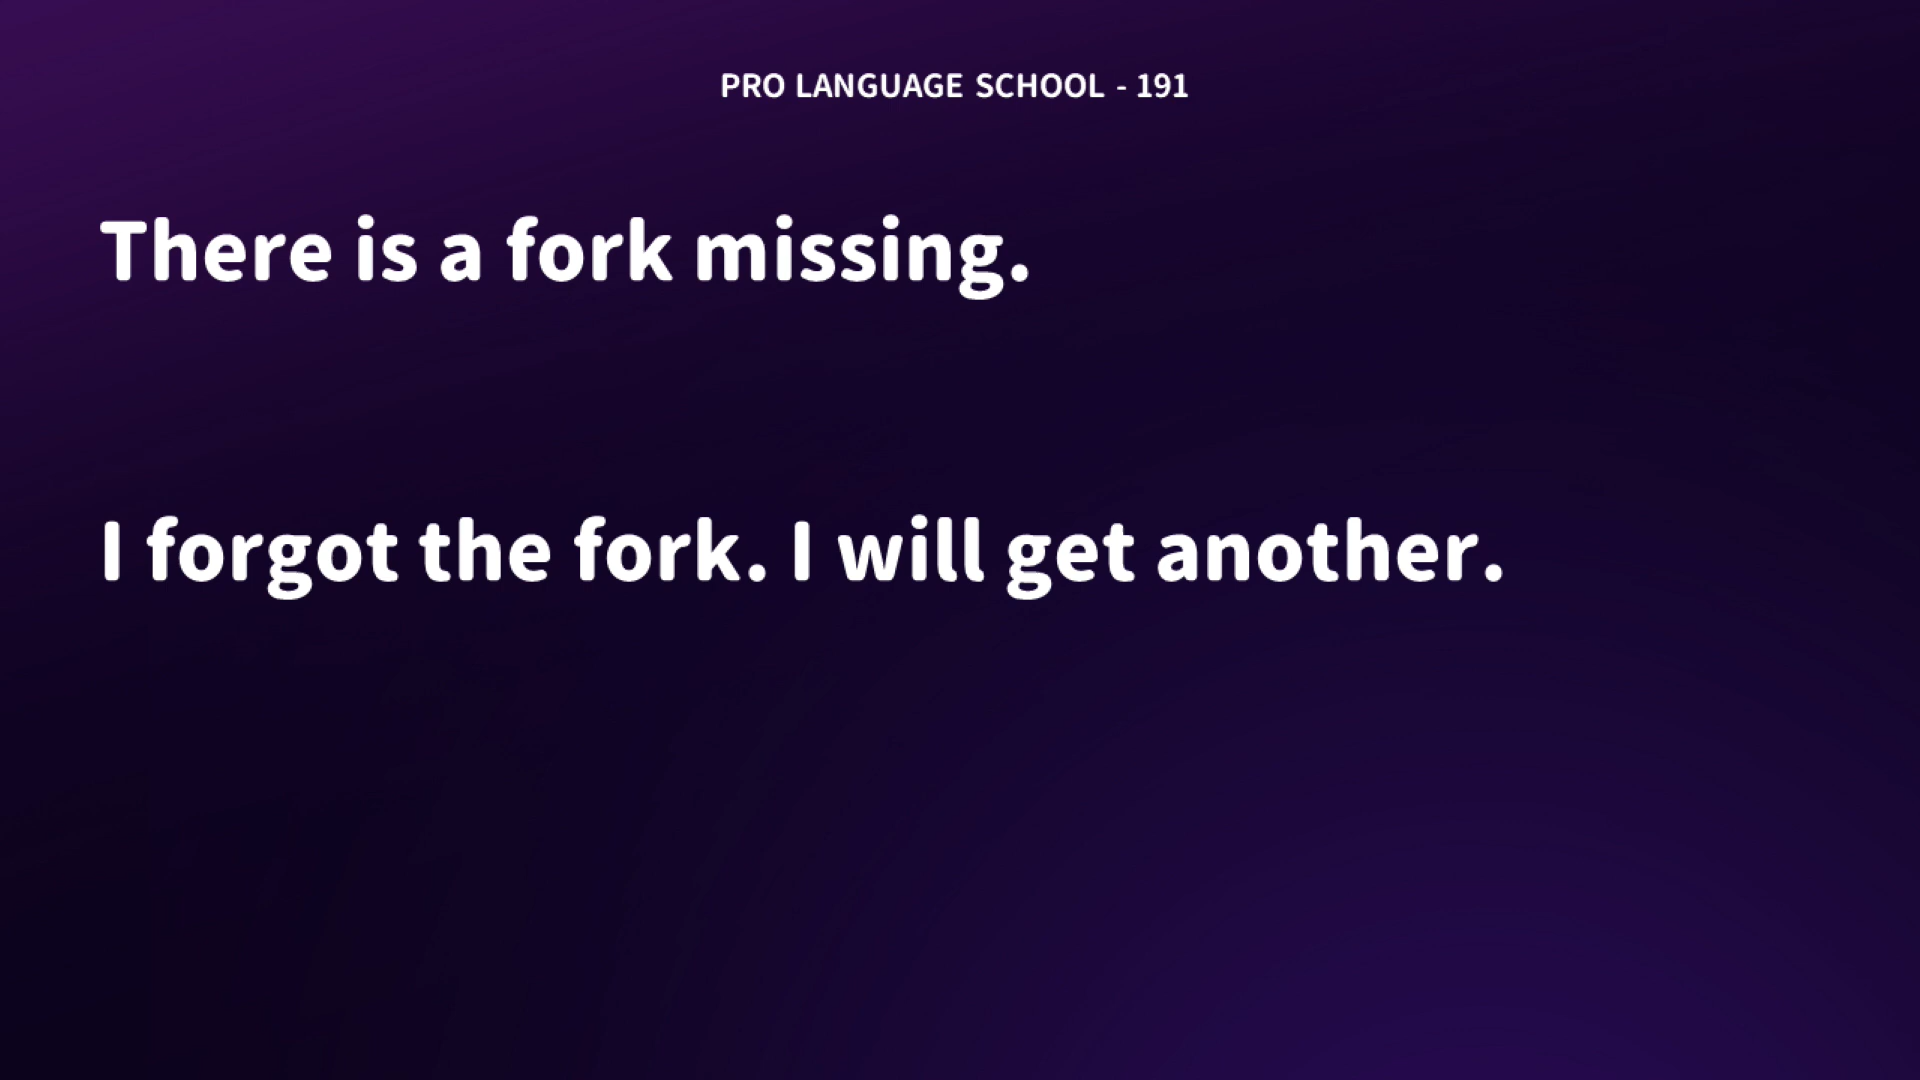 PRO LANGUAGE SCHOOL - 191
There is a fork missing.
I forgot the fork. I will get another.